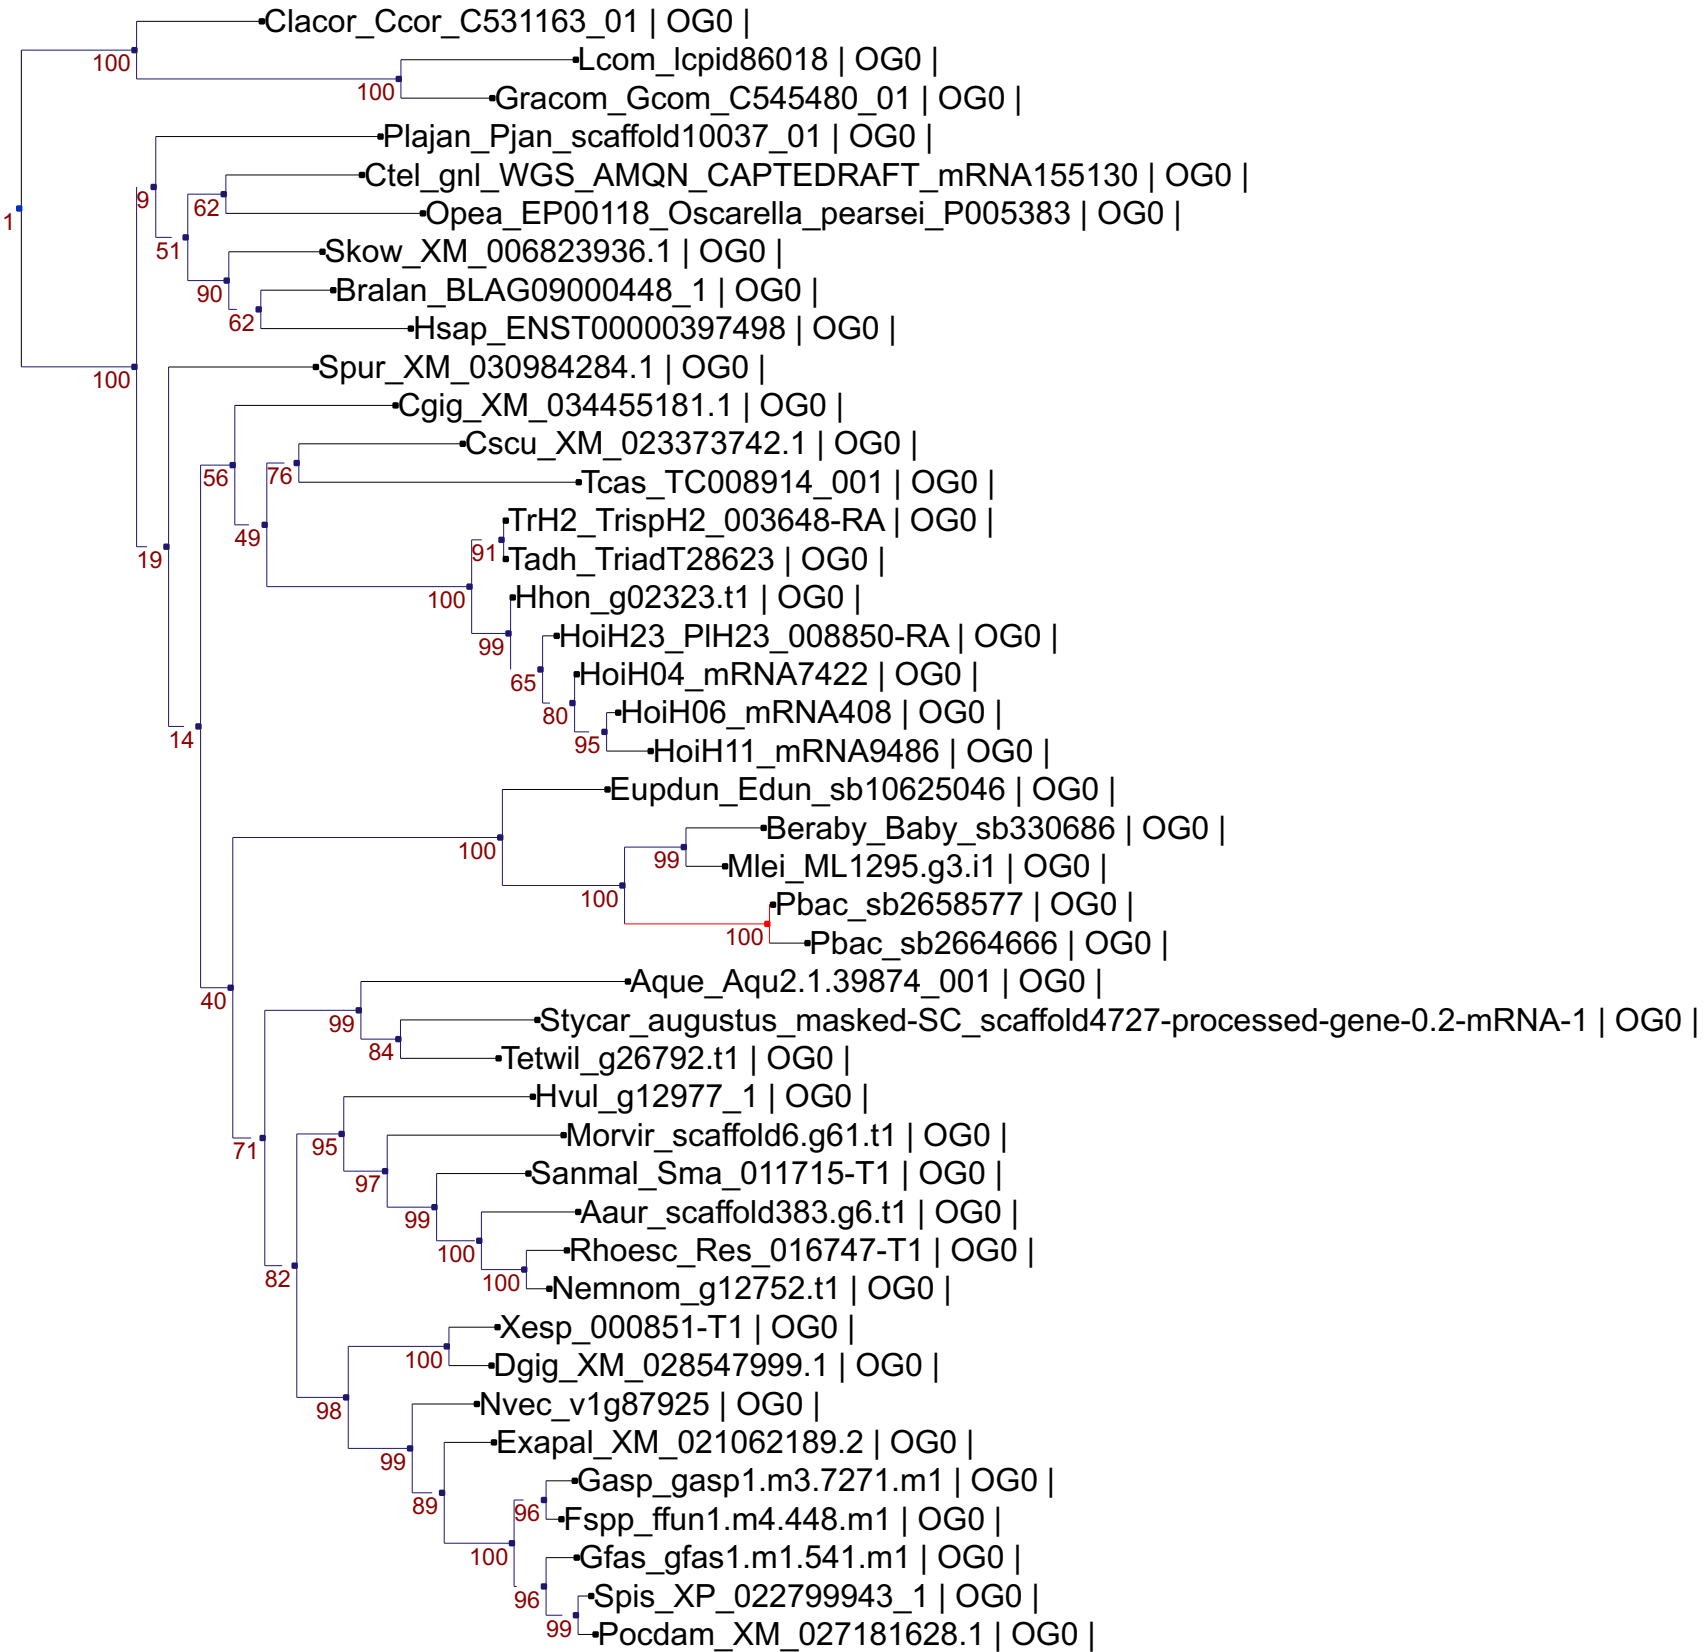 Clacor_Ccor_C531163_01 | OG0 |
100
Lcom_lcpid86018 | OG0 |
100
Gracom_Gcom_C545480_01 | OG0 |
Plajan_Pjan_scaffold10037_01 | OG0 |
Ctel_gnl_WGS_AMQN_CAPTEDRAFT_mRNA155130 | OG0 |
9
62
1
Opea_EP00118_Oscarella_pearsei_P005383 | OG0 |
51
Skow_XM_006823936.1 | OG0 |
90
Bralan_BLAG09000448_1 | OG0 |
62
Hsap_ENST00000397498 | OG0 |
100
Spur_XM_030984284.1 | OG0 |
Cgig_XM_034455181.1 | OG0 |
Cscu_XM_023373742.1 | OG0 |
56
76
Tcas_TC008914_001 | OG0 |
TrH2_TrispH2_003648-RA | OG0 |
49
91
19
Tadh_TriadT28623 | OG0 |
100
Hhon_g02323.t1 | OG0 |
99
HoiH23_PlH23_008850-RA | OG0 |
65
HoiH04_mRNA7422 | OG0 |
80
HoiH06_mRNA408 | OG0 |
14
95
HoiH11_mRNA9486 | OG0 |
Eupdun_Edun_sb10625046 | OG0 |
100
Beraby_Baby_sb330686 | OG0 |
99
Mlei_ML1295.g3.i1 | OG0 |
100
Pbac_sb2658577 | OG0 |
100
Pbac_sb2664666 | OG0 |
40
Aque_Aqu2.1.39874_001 | OG0 |
99
Stycar_augustus_masked-SC_scaffold4727-processed-gene-0.2-mRNA-1 | OG0 |
84
Tetwil_g26792.t1 | OG0 |
Hvul_g12977_1 | OG0 |
71
95
Morvir_scaffold6.g61.t1 | OG0 |
97
Sanmal_Sma_011715-T1 | OG0 |
99
Aaur_scaffold383.g6.t1 | OG0 |
100
Rhoesc_Res_016747-T1 | OG0 |
82
100
Nemnom_g12752.t1 | OG0 |
Xesp_000851-T1 | OG0 |
100
Dgig_XM_028547999.1 | OG0 |
98
Nvec_v1g87925 | OG0 |
99
Exapal_XM_021062189.2 | OG0 |
89
Gasp_gasp1.m3.7271.m1 | OG0 |
96
Fspp_ffun1.m4.448.m1 | OG0 |
100
Gfas_gfas1.m1.541.m1 | OG0 |
96
Spis_XP_022799943_1 | OG0 |
99
Pocdam_XM_027181628.1 | OG0 |